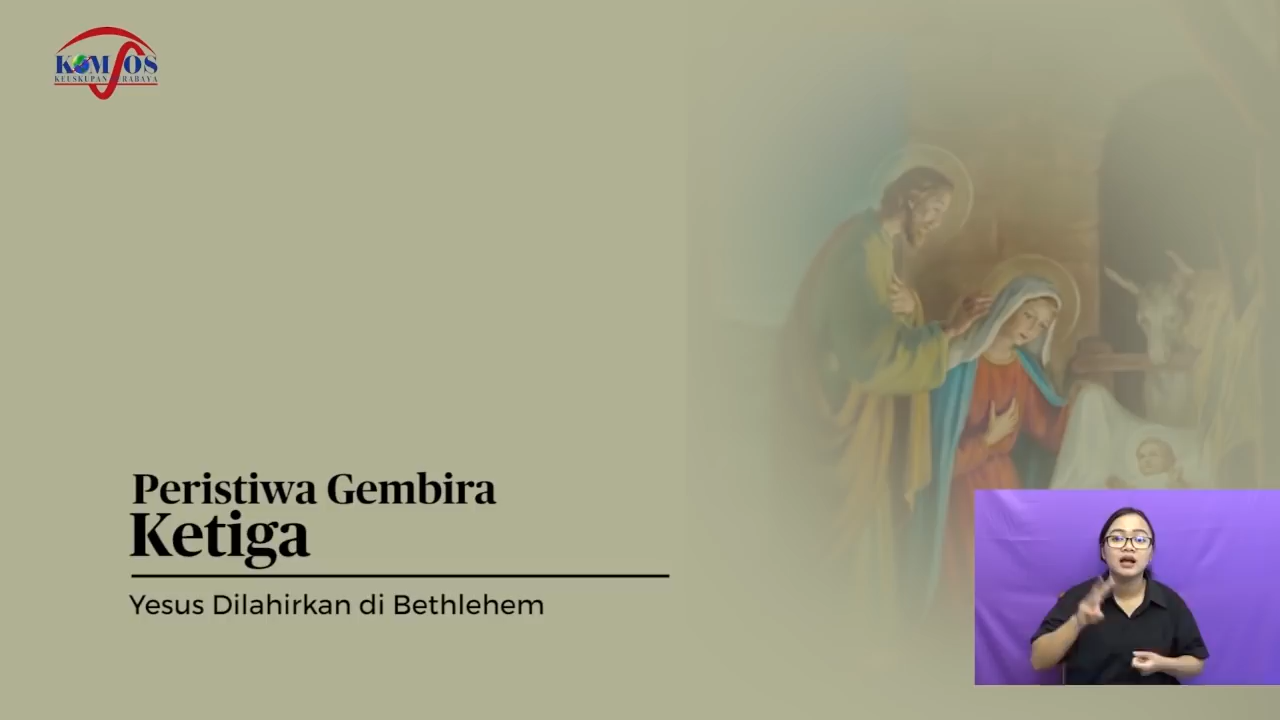 KOMSOS
KEUSKUPAN SURABAYA
Peristiwa Gembira
Ketiga
Yesus Dilahirkan di Bethlehem